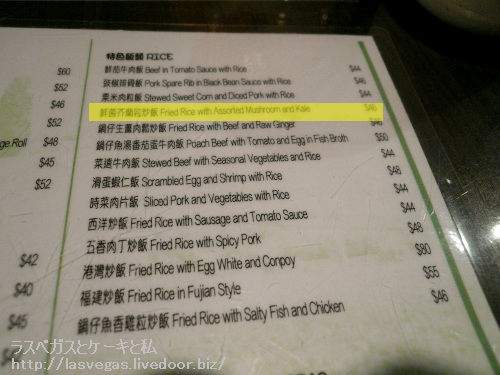 特色飯類 RICE
$60
鮮茄牛肉飯 Beef in Tomato Sauce with Rice $44
$52
豉椒排骨飯 Pork Spare Rib in Black Bean Sauce with Rice $46
$46
粟米肉粒飯 Stewed Sweet Corn and Diced Pork with Rice $44
$52
鮮菌芥蘭粒炒飯 Fried Rice with Assorted Mushroom and Kale $46
Roll $48
鍋仔生薑肉鬆炒飯 Fried Rice with Beef and Raw Ginger $46
$45
鍋仔魚湯番茄蛋牛肉飯 Poach Beef with Tomato and Egg in Fish Broth $50
$52
菜遠牛肉飯 Stewed Beef with Seasonal Vegetables and Rice $44
滑蛋蝦仁飯 Scrambled Egg and Shrimp with Rice $48
時菜肉片飯 Sliced Pork and Vegetables with Rice $44
西洋炒飯 Fried Rice with Sausage and Tomato Sauce $44
$42
五香肉丁炒飯 Fried Rice with Spicy Pork $48
$40
港灣炒飯 Fried Rice with Egg White and Conpoy $80
$45
福建炒飯 Fried Rice in Fujian Style $55
鍋仔魚香雞粒炒飯 Fried Rice with Salty Fish and Chicken $46
ラスベガスとケーキと私
http://lasvegas.livedoor.biz/